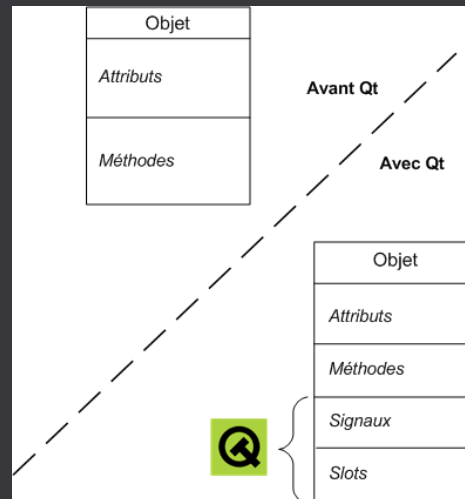 Objet
Attributs
Méthodes
Avant Qt
Avec Qt
Objet
Attributs
Méthodes
Signaux
Slots